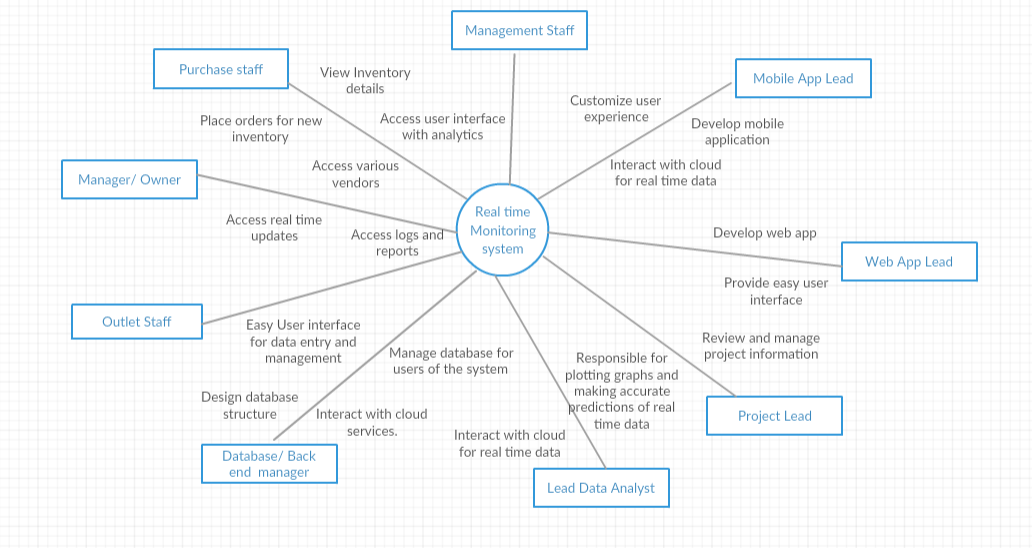 Management Staff
Purchase staff
View Inventory
details
Mobile App Lead
Customize user
experience
Place orders for new
inventory
Access user interface
with analytics
Develop mobile
application
Manager/ Owner
Access various
vendors
Interact with cloud
for real time data
Real time
Monitoring
system
Access real time
updates
Access logs and
reports
Develop web app
Web App Lead
Provide easy user
interface
Outlet Staff
Easy User interface
for data entry and
management
Manage database for
users of the system
Responsible for
plotting graphs and
making accurate
predictions of real
time data
Review and manage
project information
Design database
structure
Interact with cloud
services.
Project Lead
Interact with cloud
for real time data
Database/ Back
end manager
Lead Data Analyst